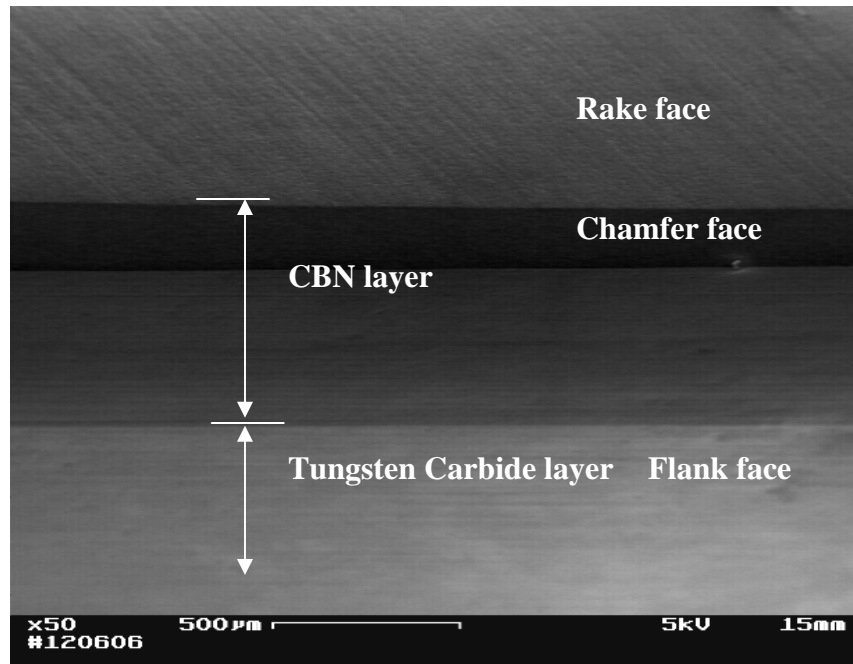 Rake face
Chamfer face
CBN layer
Tungsten Carbide layer Flank face
x50 500μm 5kV 15mm
#120606